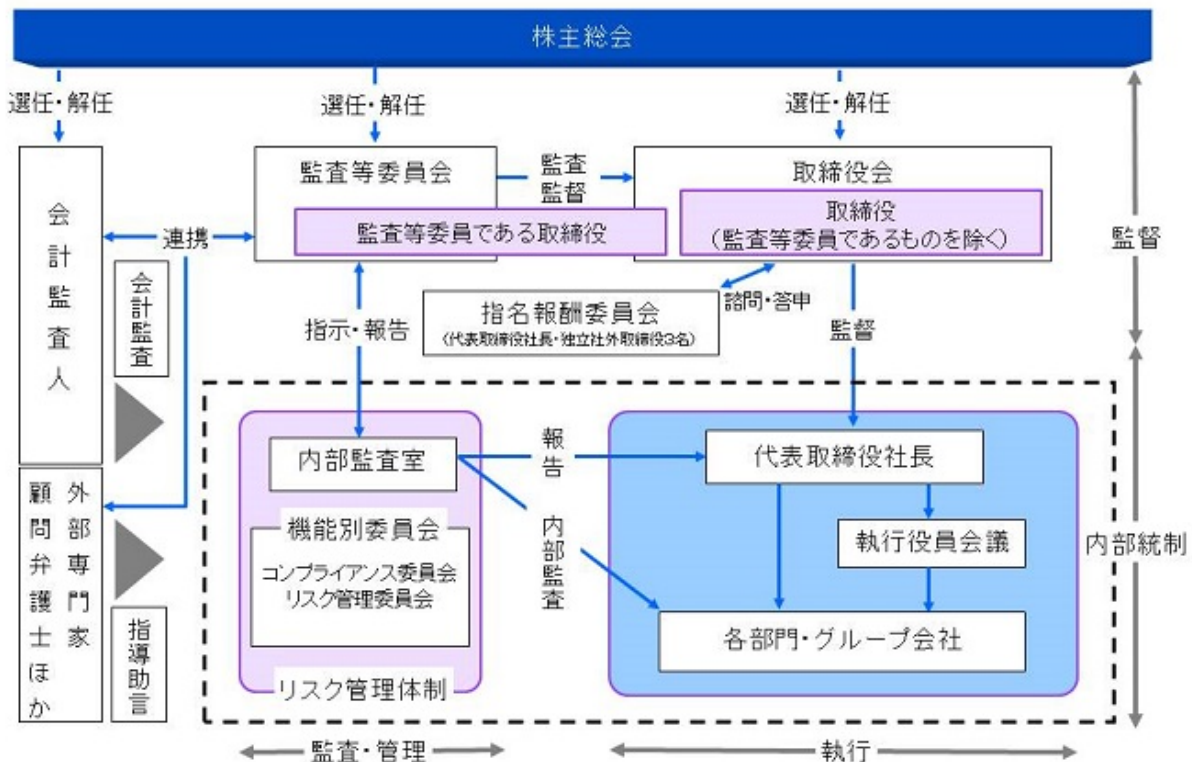 株主総会
選任・解任
選任・解任
選任・解任
会計監査人
監査等委員会
監査
監督
取締役会
監査等委員である取締役
取締役
(監査等委員であるものを除く)
監督
連携
会計監査
指示・報告
指名報酬委員会
(代表取締役社長・独立社外取締役3名)
諮問・答申
監督
内部監査室
報告
代表取締役社長
内部監査
執行役員会議
内部統制
機能別委員会
コンプライアンス委員会
リスク管理委員会
各部門・グループ会社
リスク管理体制
外部専門家
顧問弁護士ほか
指導助言
監査・管理
執行